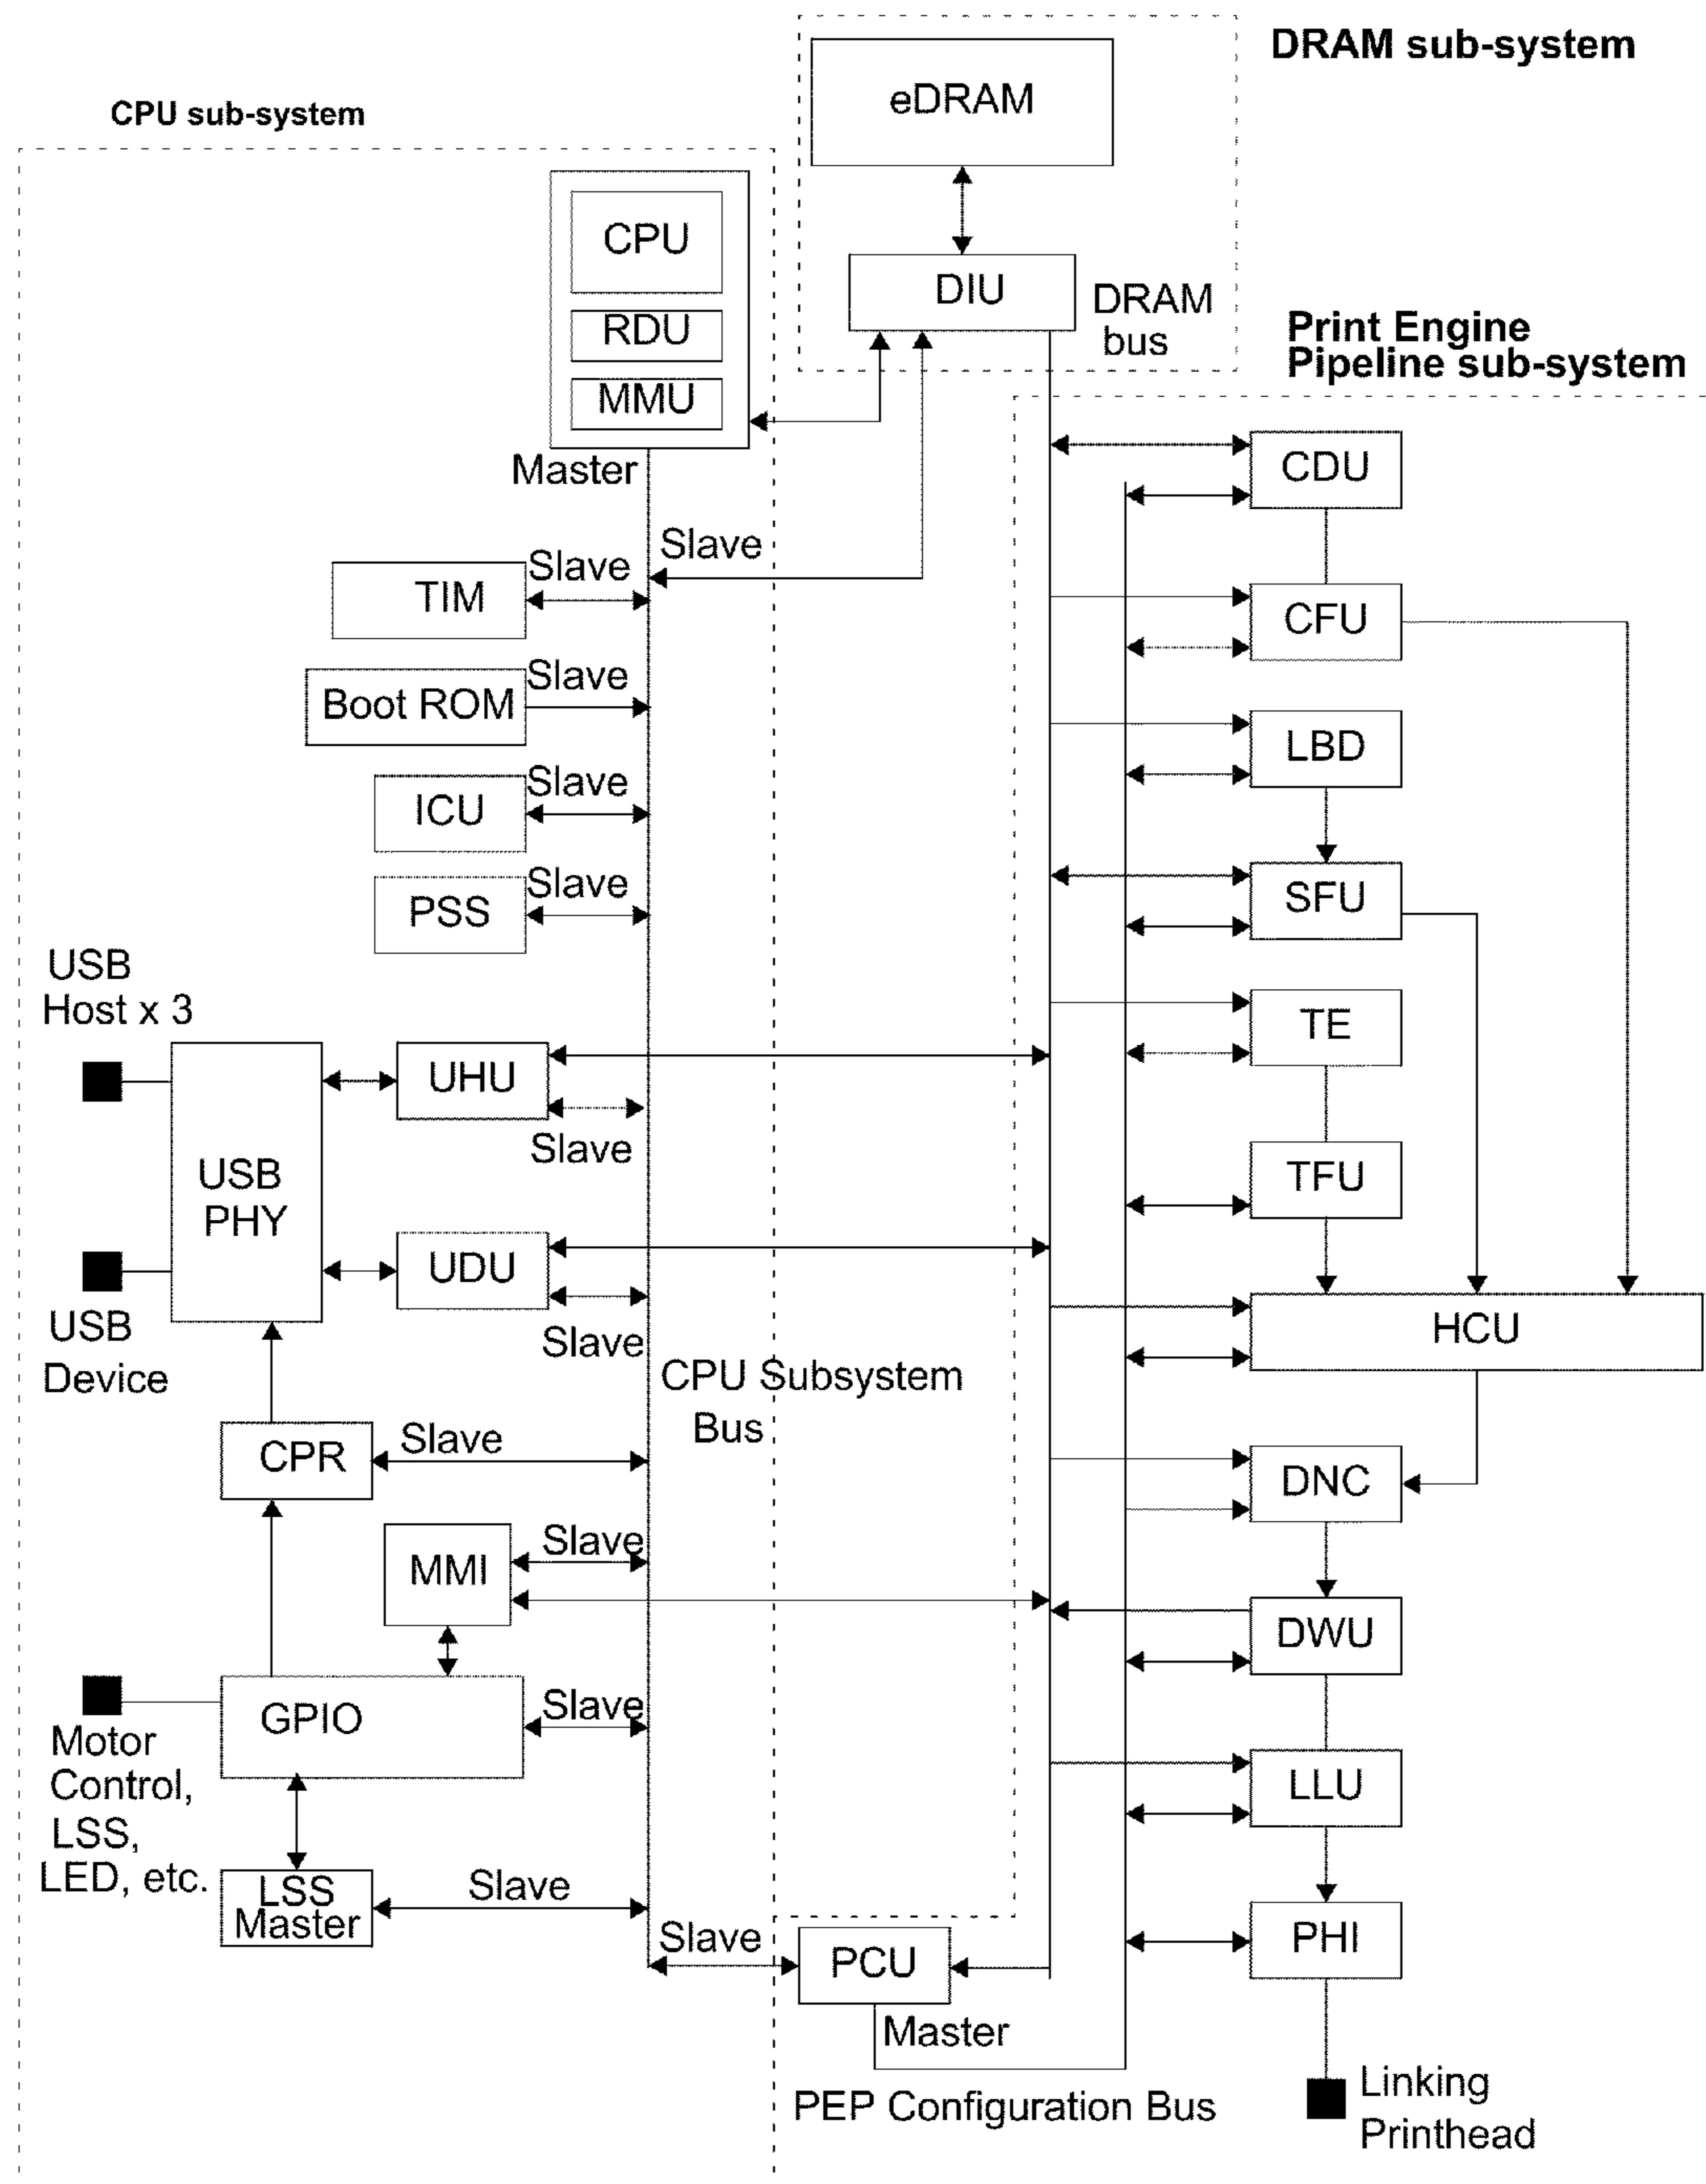 DRAM sub-system
eDRAM
CPU sub-system
CPU
DIU
DRAM
bus
RDU
Print Engine
Pipeline sub-system
MMU
Master
CDU
Slave
Slave
TIM
CFU
Slave
Boot ROM
LBD
Slave
ICU
Slave
PSS
SFU
USB
Host x 3
TE
UHU
Slave
USB
PHY
TFU
UDU
USB
Device
Slave
HCU
CPU Subsystem
Bus
CPR
Slave
DNC
MMI
Slave
DWU
GPIO
Slave
Motor
Control,
LSS,
LED, etc.
LLU
LSS
Master
Slave
Slave
PCU
PHI
Master
PEP Configuration Bus
Linking
Printhead